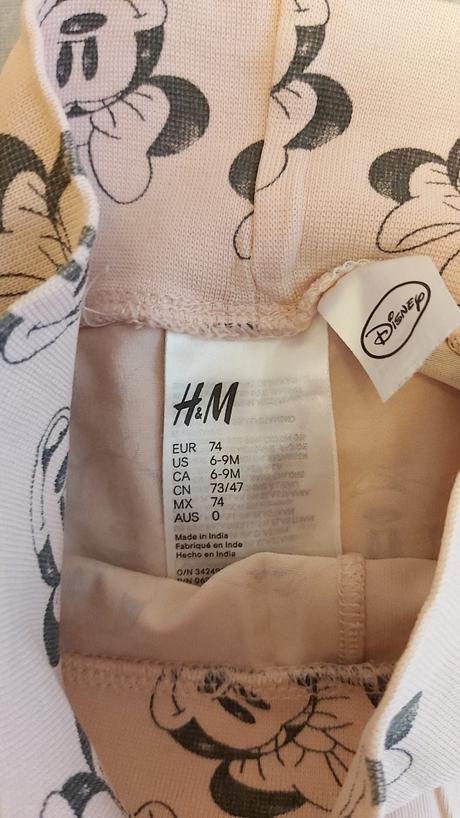 DISNEY
H&M
EUR 74
US 6-9M
CA 6-9M
CN 73/47
MX 74
AUS 0
Made in India
Fabriqué en Inde
Hecho en India
O/N